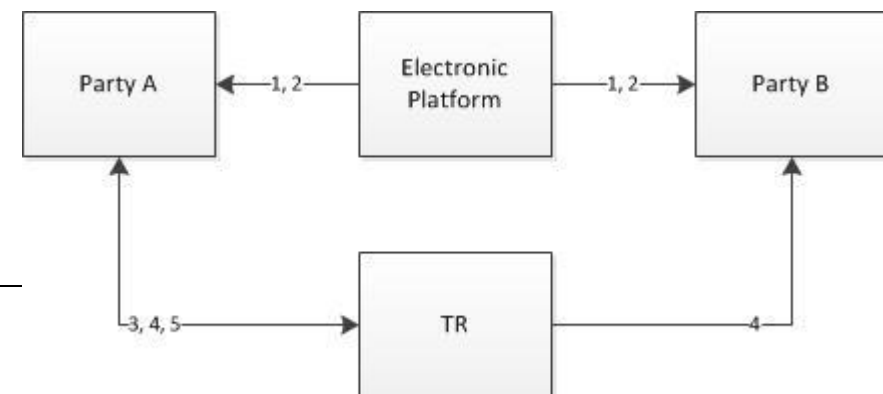 Party A
1, 2
Electronic
Platform
1, 2
Party B
3, 4, 5
TR
4